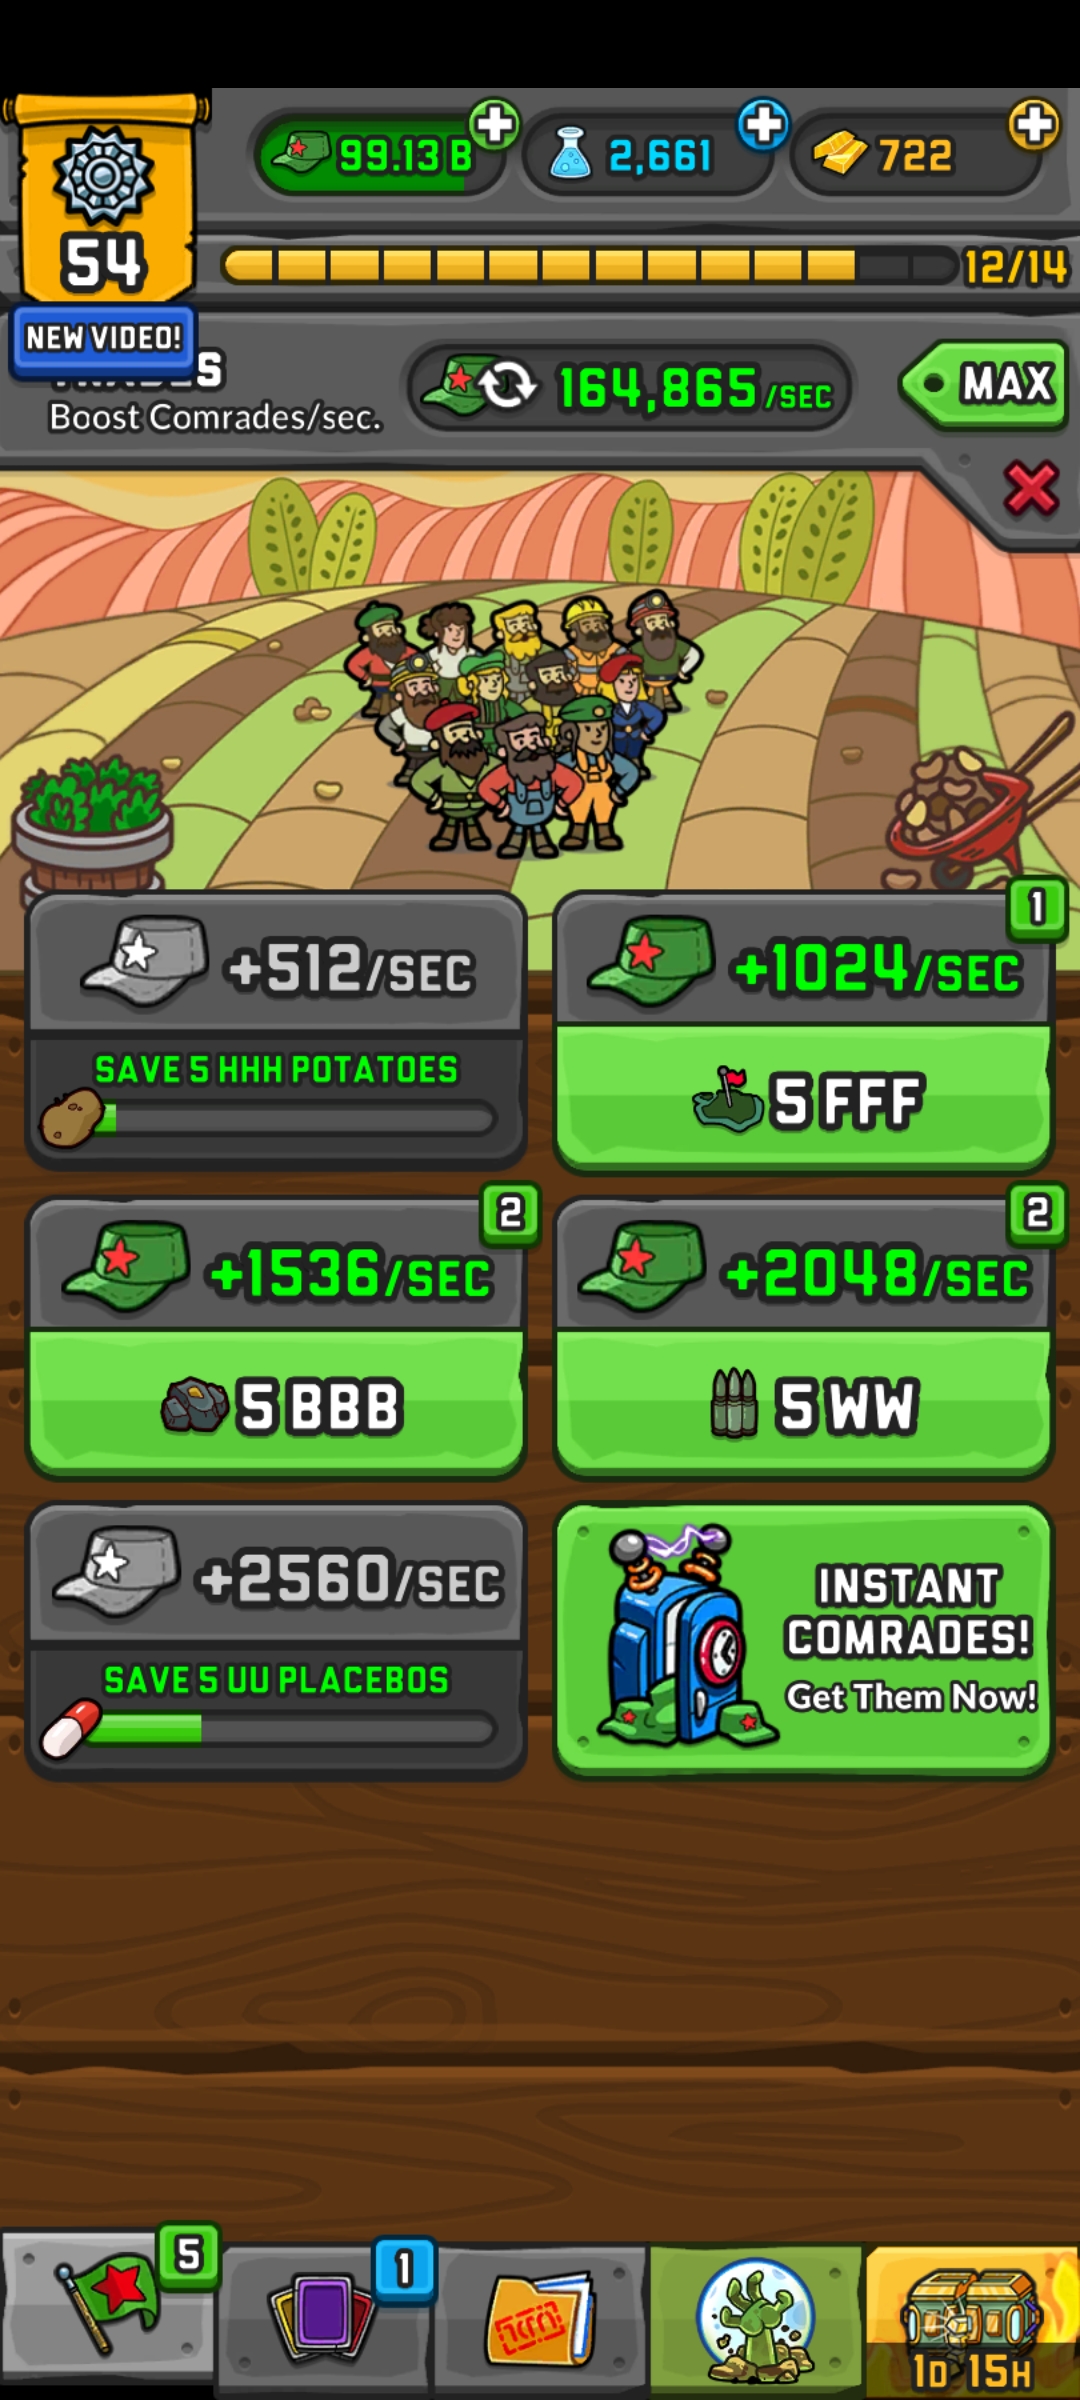 99.13 B
2,661
722
54
12/14
NEW VIDEO!
Boost Comrades/sec.
164,865/SEC
MAX
+512/SEC
SAVE 5 HHH POTATOES
1
+1024/SEC
5 FFF
2
+1536/SEC
5 BBB
2
+2048/SEC
5 WW
+2560/SEC
SAVE 5 UU PLACEBOS
INSTANT
COMRADES!
Get Them Now!
5
1
1D 15H